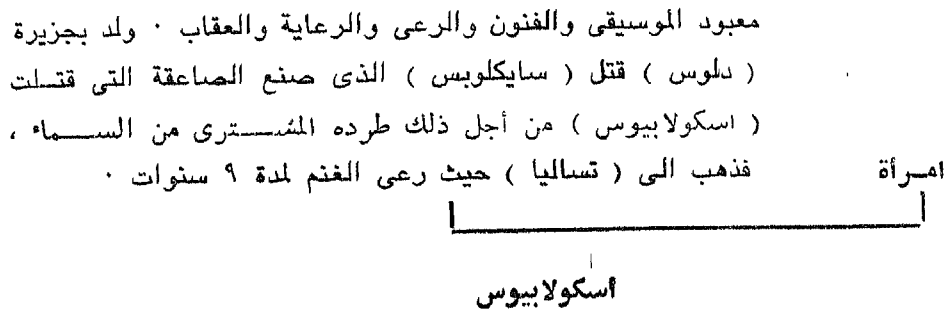 معبود الموسيقى والفنون والرعى والرعاية والعقاب ٠ ولد بجزيرة
( دلوس ) قتل ( سايكلوبس ) الذى صنع الصاعقة التى قتلت
( اسكولابيوس ) من أجل ذلك طرده المشترى من السماء ،
امرأة فذهب الى ( تساليا ) حيث رعى الغنم لمدة ٩ سنوات ٠
أسكولابيوس